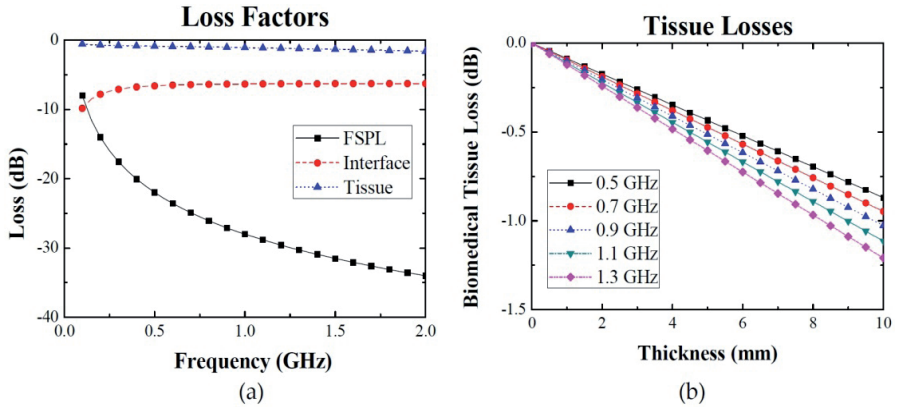 Loss Factors
0
-10
-20
-30
-40
Loss (dB)
FSPL
Interface
Tissue
0.0 0.5 1.0 1.5 2.0
Frequency (GHz)
(a)
Tissue Losses
0.0
-0.5
-1.0
-1.5
Biomedical Tissue Loss (dB)
0.5 GHz
0.7 GHz
0.9 GHz
1.1 GHz
1.3 GHz
0 2 4 6 8 10
Thickness (mm)
(b)